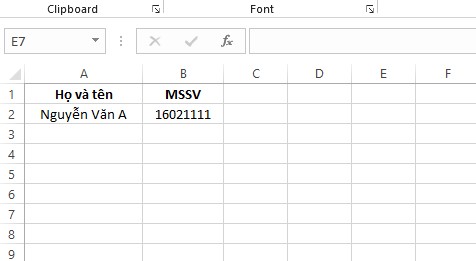 Clipboard Font
E7 fx
A B C D E F
1 Họ và tên MSSV
2 Nguyễn Văn A 16021111
3
4
5
6
7
8
9